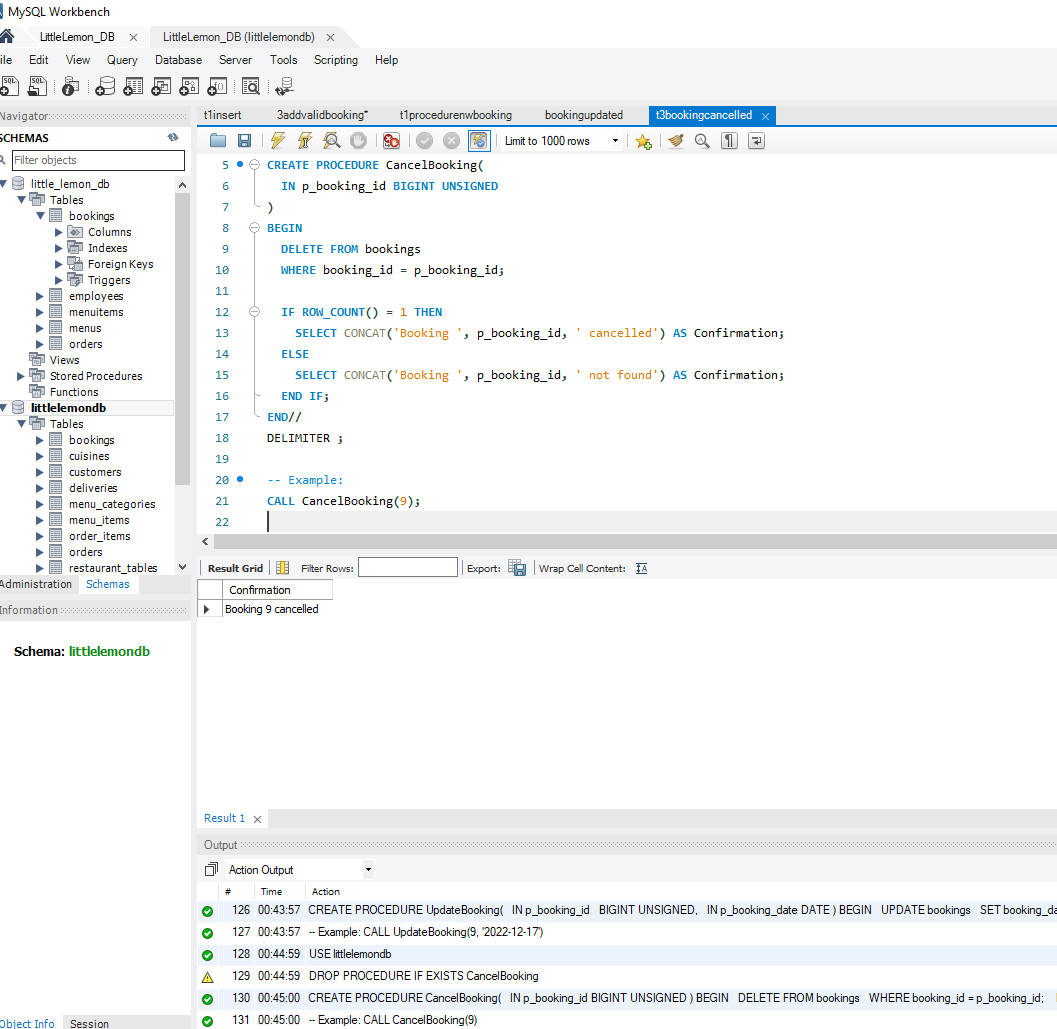 MySQL Workbench
LittleLemon_DB
LittleLemon_DB (littlelemondb)
ile Edit View Query Database Server Tools Scripting Help
Navigator
SCHEMAS
Filter objects
little_lemon_db
Tables
bookings
Columns
Indexes
Foreign Keys
Triggers
employees
menuitems
menus
orders
Views
Stored Procedures
Functions
littlelemondb
Tables
bookings
cuisines
customers
deliveries
menu_categories
menu_items
order_items
orders
restaurant_tables
Administration Schemas
Information
Schema: littlelemondb
Object Info Session
t1insert 3addvalidbooking* t1procedurenwbooking bookingupdated t3bookingcancelled
Limit to 1000 rows
5 CREATE PROCEDURE CancelBooking(
6 IN p_booking_id BIGINT UNSIGNED
7 )
8 BEGIN
9 DELETE FROM bookings
10 WHERE booking_id = p_booking_id;
11
12 IF ROW_COUNT() = 1 THEN
13 SELECT CONCAT('Booking ', p_booking_id, ' cancelled') AS Confirmation;
14 ELSE
15 SELECT CONCAT('Booking ', p_booking_id, ' not found') AS Confirmation;
16 END IF;
17 END//
18 DELIMITER ;
19
20 -- Example:
21 CALL CancelBooking(9);
22
Result Grid Filter Rows: Export: Wrap Cell Content:
Confirmation
Booking 9 cancelled
Result 1
Output
Action Output
# Time Action
126 00:43:57 CREATE PROCEDURE UpdateBooking( IN p_booking_id BIGINT UNSIGNED, IN p_booking_date DATE ) BEGIN UPDATE bookings SET booking_da
127 00:43:57 -- Example: CALL UpdateBooking(9, '2022-12-17')
128 00:44:59 USE littlelemondb
129 00:44:59 DROP PROCEDURE IF EXISTS CancelBooking
130 00:45:00 CREATE PROCEDURE CancelBooking( IN p_booking_id BIGINT UNSIGNED ) BEGIN DELETE FROM bookings WHERE booking_id = p_booking_id;
131 00:45:00 -- Example: CALL CancelBooking(9)